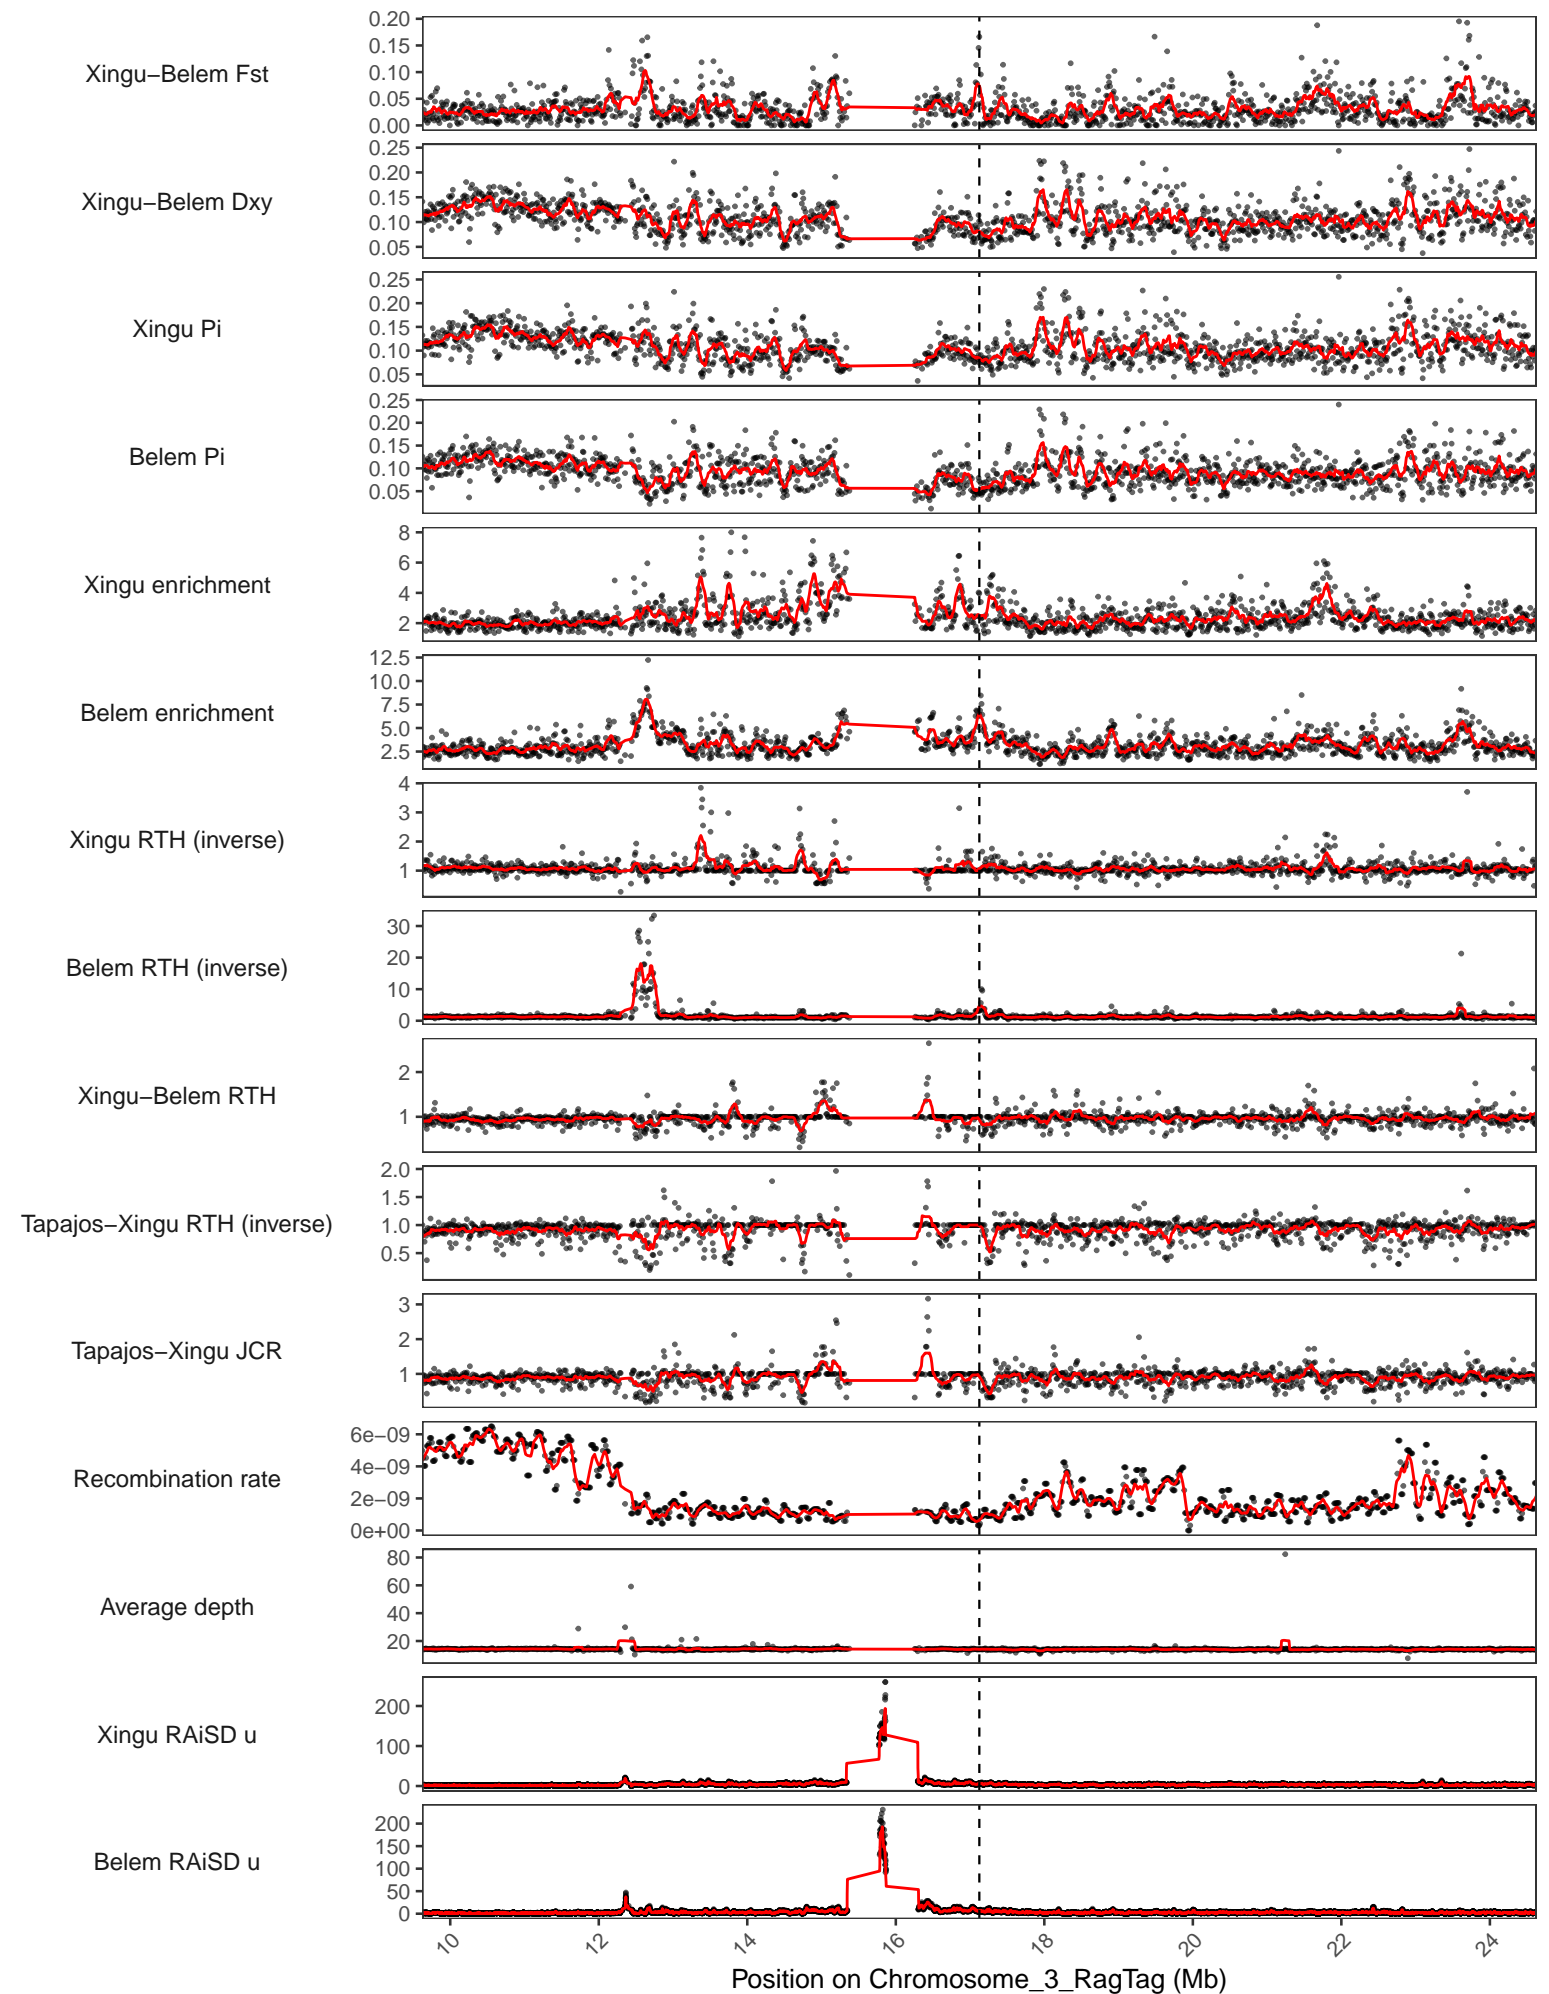 Xingu−Belem Fst
0.20
0.15
0.10
0.05
0.00
Xingu−Belem Dxy
0.25
0.20
0.15
0.10
0.05
Xingu Pi
0.25
0.20
0.15
0.10
0.05
Belem Pi
0.25
0.20
0.15
0.10
0.05
Xingu enrichment
8
6
4
2
Belem enrichment
12.5
10.0
7.5
5.0
2.5
Xingu RTH (inverse)
4
3
2
1
Belem RTH (inverse)
30
20
10
0
Xingu−Belem RTH
2
1
Tapajos−Xingu RTH (inverse)
2.0
1.5
1.0
0.5
Tapajos−Xingu JCR
3
2
1
Recombination rate
6e−09
4e−09
2e−09
0e+00
Average depth
80
60
40
20
Xingu RAiSD u
200
100
0
Belem RAiSD u
200
150
100
50
0
10 12 14 16 18 20 22 24
Position on Chromosome_3_RagTag (Mb)